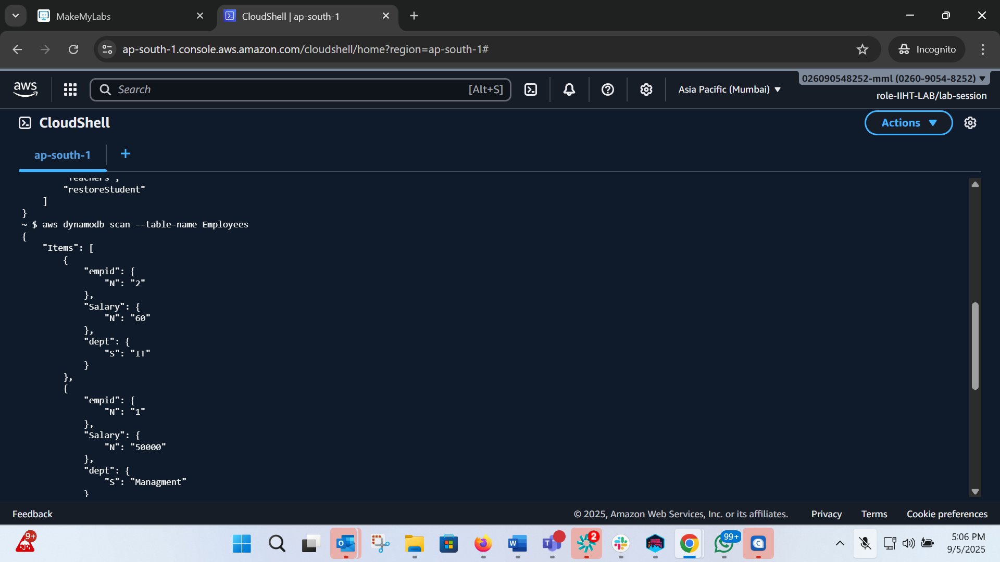 MakeMyLabs
CloudShell | ap-south-1
ap-south-1.console.aws.amazon.com/cloudshell/home?region=ap-south-1#
Incognito
aws
Search
[Alt+S]
Asia Pacific (Mumbai)
026090548252-mml (0260-9054-8252)
role-IIHT-LAB/lab-session
CloudShell
Actions
ap-south-1
"Teachers",
"restoreStudent"
]
}
~ $ aws dynamodb scan --table-name Employees
{
"Items": [
{
"empid": {
"N": "2"
},
"Salary": {
"N": "60"
},
"dept": {
"S": "IT"
}
},
{
"empid": {
"N": "1"
},
"Salary": {
"N": "50000"
},
"dept": {
"S": "Managment"
}
Feedback
© 2025, Amazon Web Services, Inc. or its affiliates.
Privacy
Terms
Cookie preferences
9+
2
99+
5:06 PM
9/5/2025